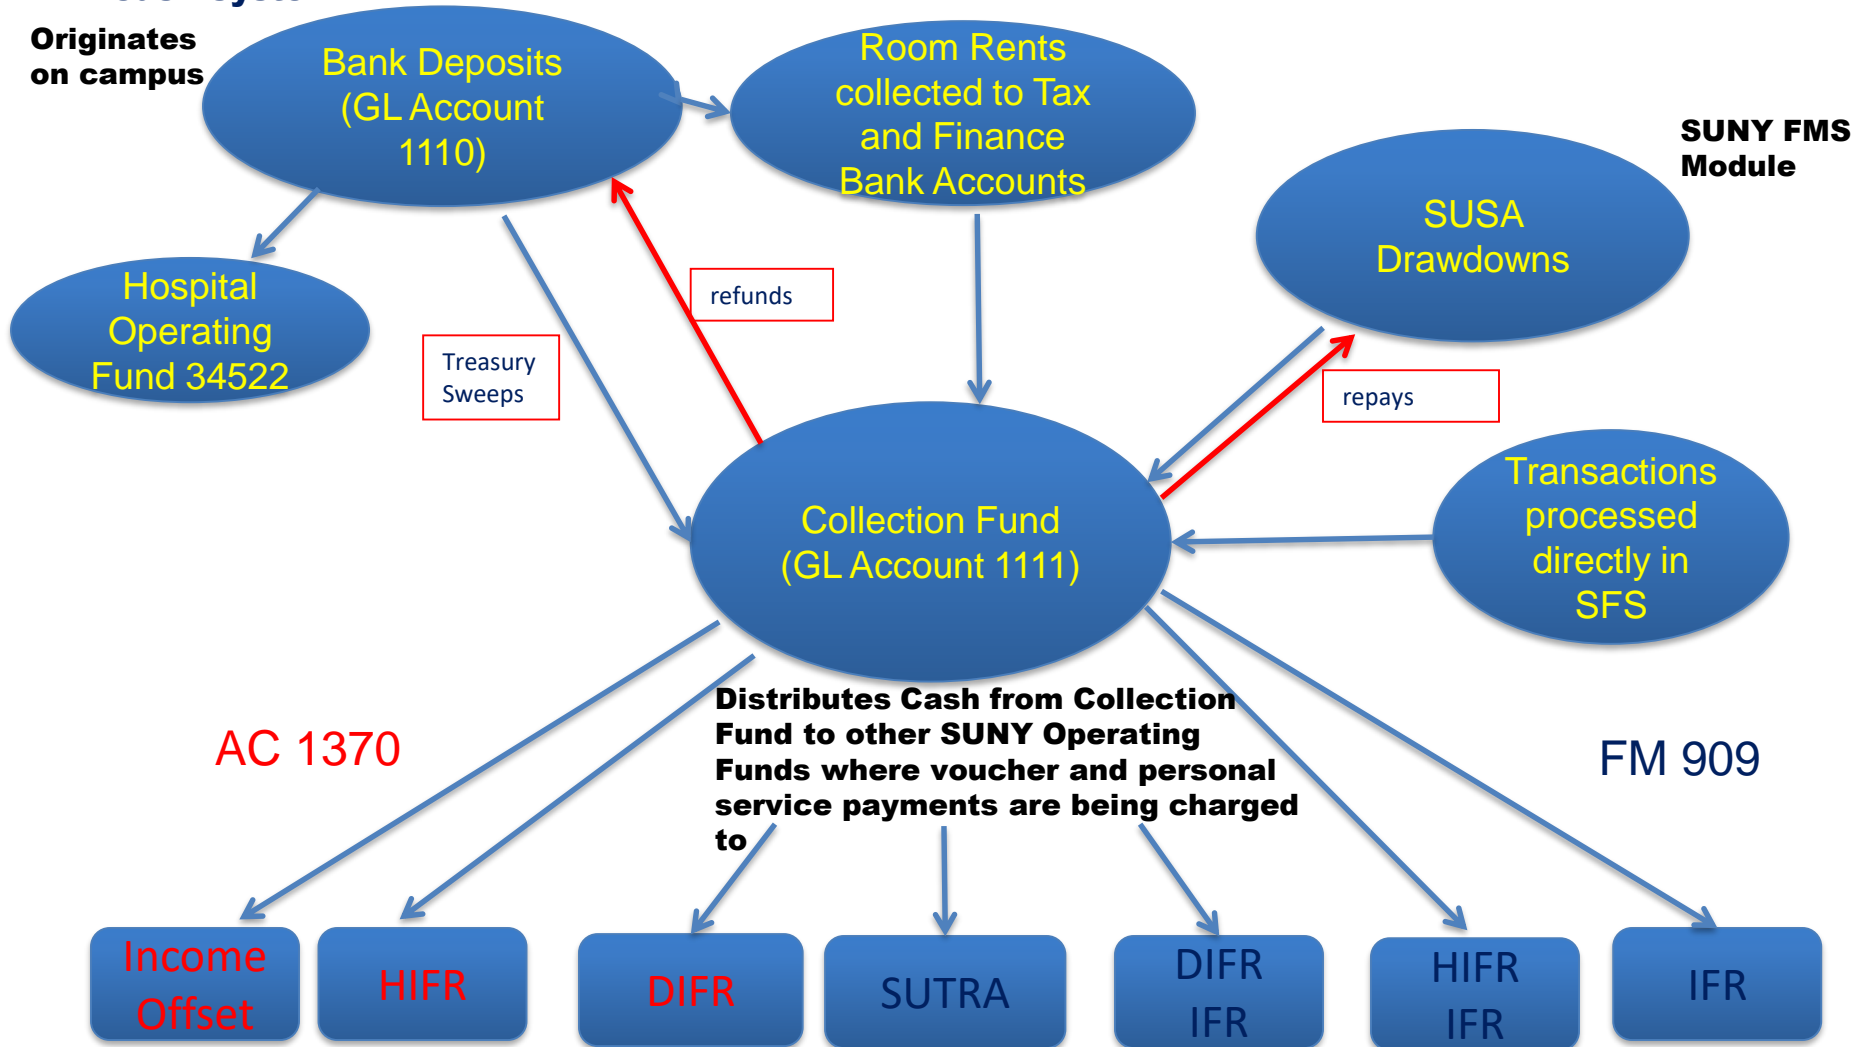 Originates
on campus
Bank Deposits
(GL Account
1110)
Room Rents
collected to Tax
and Finance
Bank Accounts
SUNY FMS
Module
SUSA
Drawdowns
Hospital
Operating
Fund 34522
refunds
Treasury
Sweeps
repays
Collection Fund
(GL Account 1111)
Transactions
processed
directly in
SFS
Distributes Cash from Collection
Fund to other SUNY Operating
Funds where voucher and personal
service payments are being charged
to
AC 1370
FM 909
Income
Offset
HIFR
DIFR
SUTRA
DIFR
IFR
HIFR
IFR
IFR